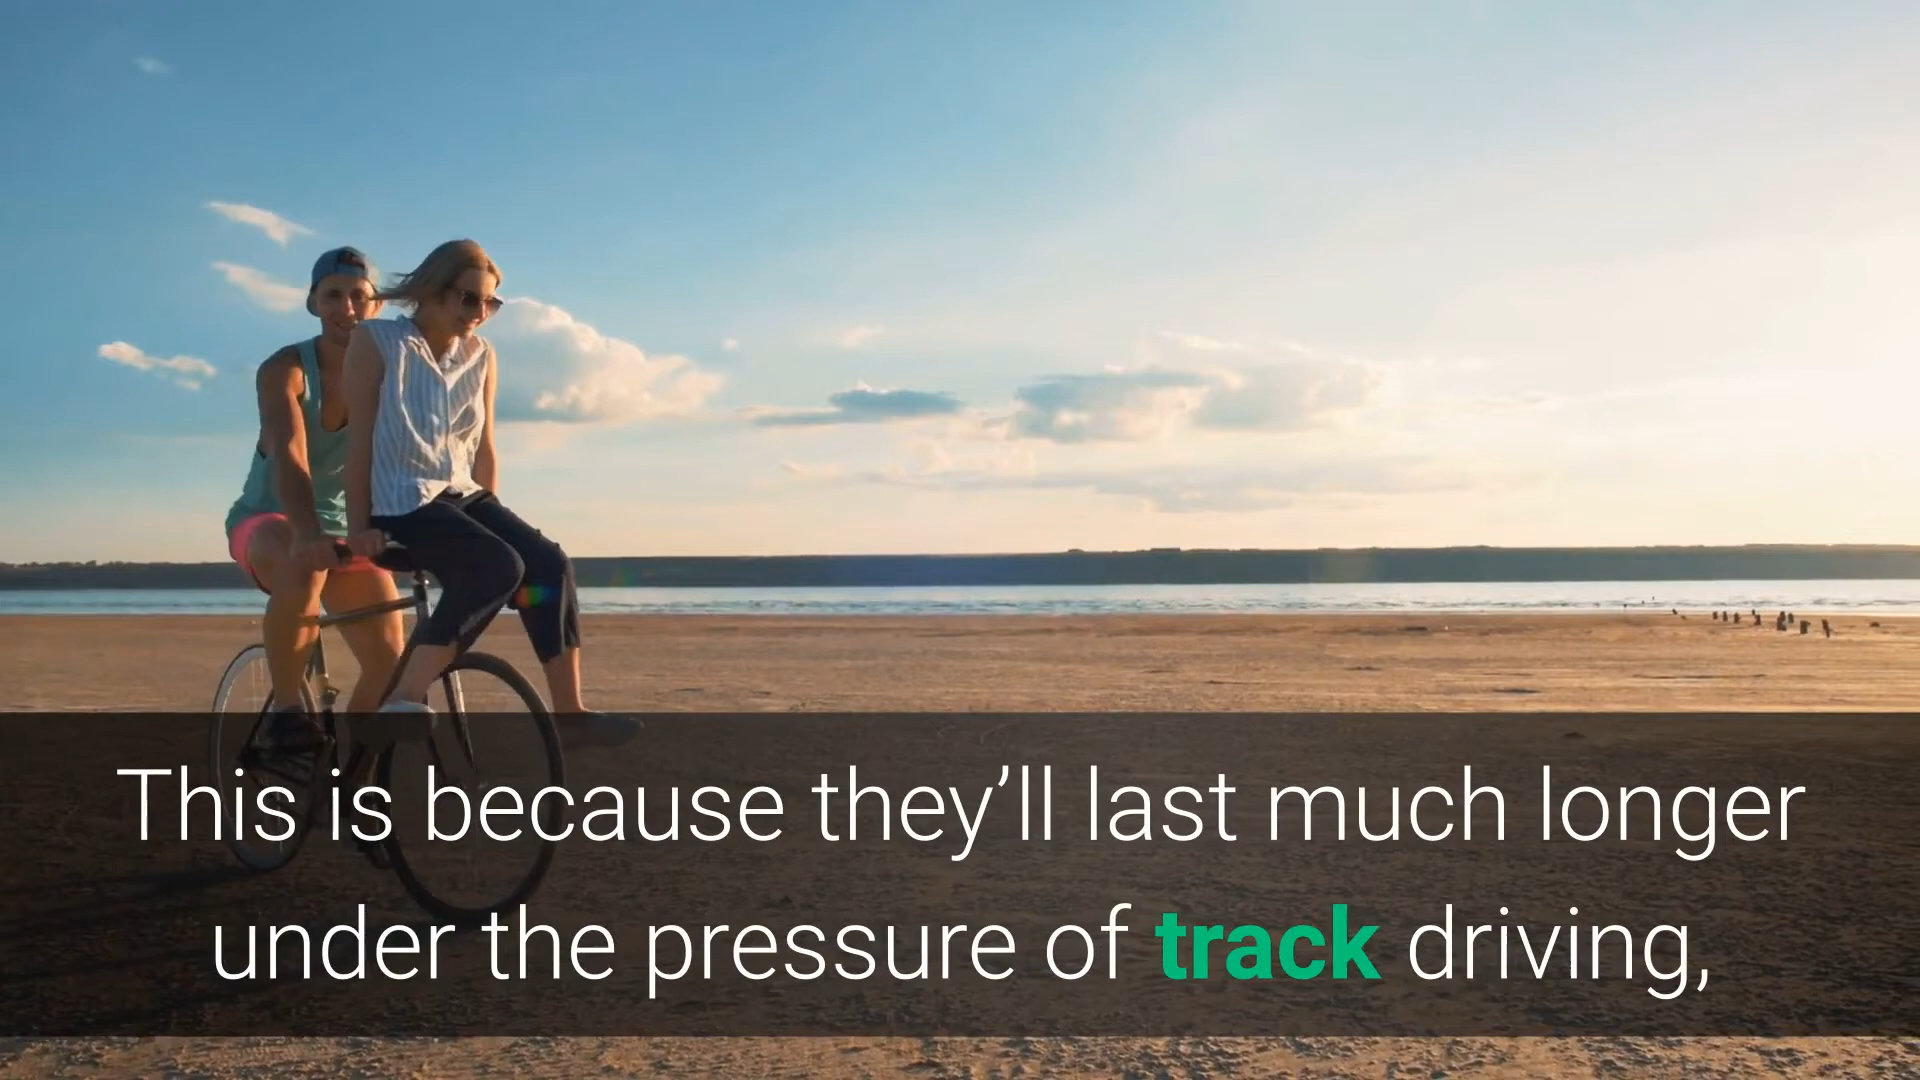 This is because they’ll last much longer
under the pressure of track driving,